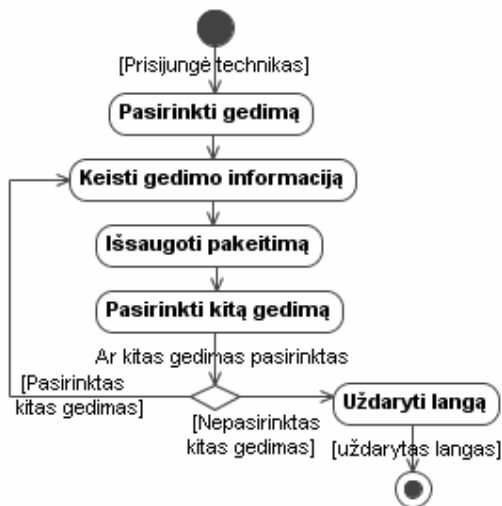 [Prisijungė technikas]
Pasirinkti gedimą
Keisti gedimo informaciją
Išsaugoti pakeitimą
Pasirinkti kitą gedimą
Ar kitas gedimas pasirinktas
[Pasirinktas
kitas gedimas]
[Nepasirinktas
kitas gedimas]
Uždaryti langą
[uždarytas langas]